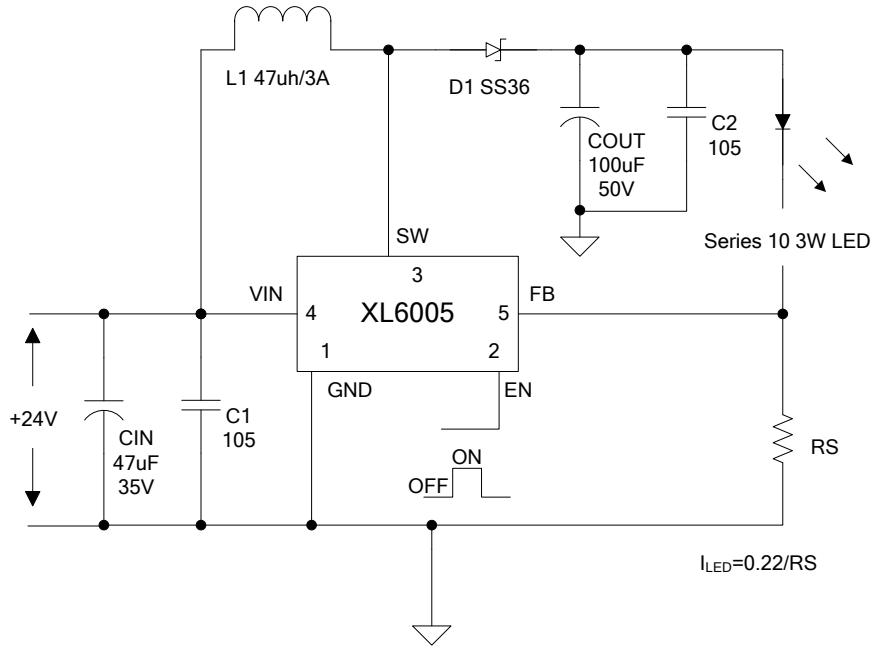 L1 47uh/3A
D1 SS36
COUT
100uF
50V
C2
105
Series 10 3W LED
SW
3
VIN
4
XL6005
5
FB
1
2
GND
EN
+24V
CIN
47uF
35V
C1
105
ON
OFF
RS
ILED=0.22/RS